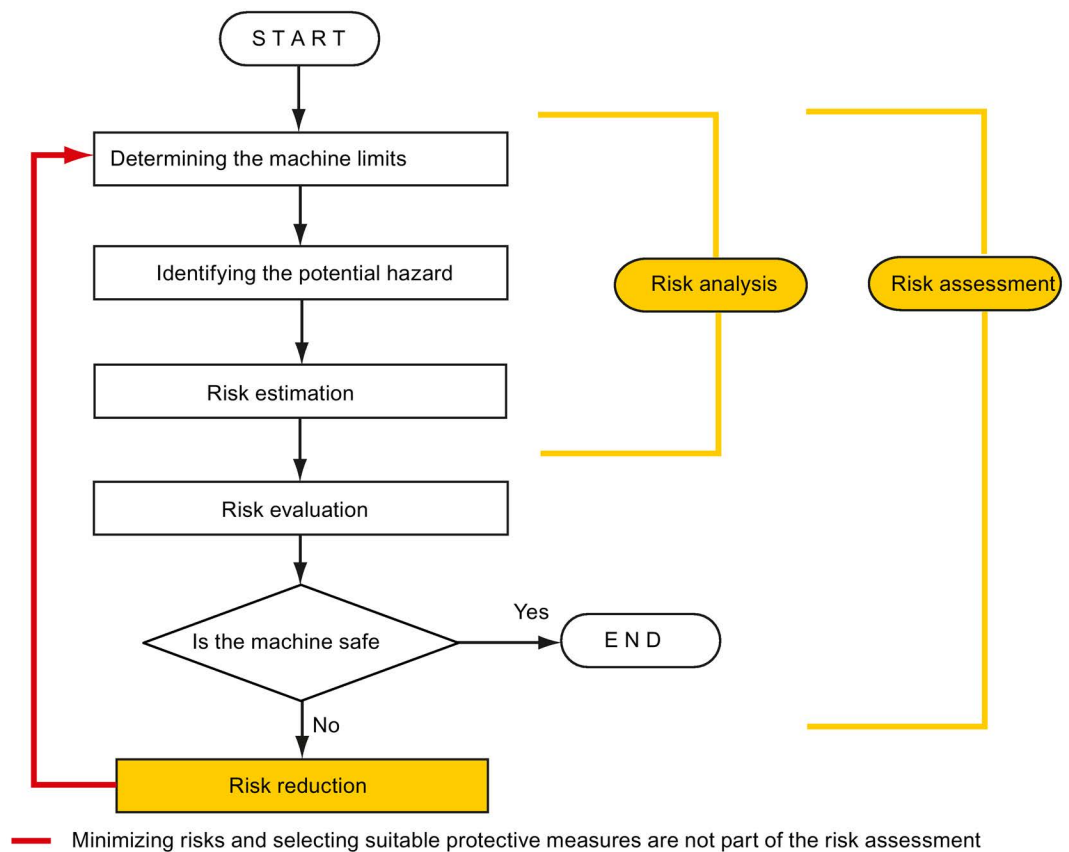 S T A R T
Determining the machine limits
Identifying the potential hazard
Risk analysis
Risk assessment
Risk estimation
Risk evaluation
Yes
Is the machine safe
E N D
No
Risk reduction
Minimizing risks and selecting suitable protective measures are not part of the risk assessment